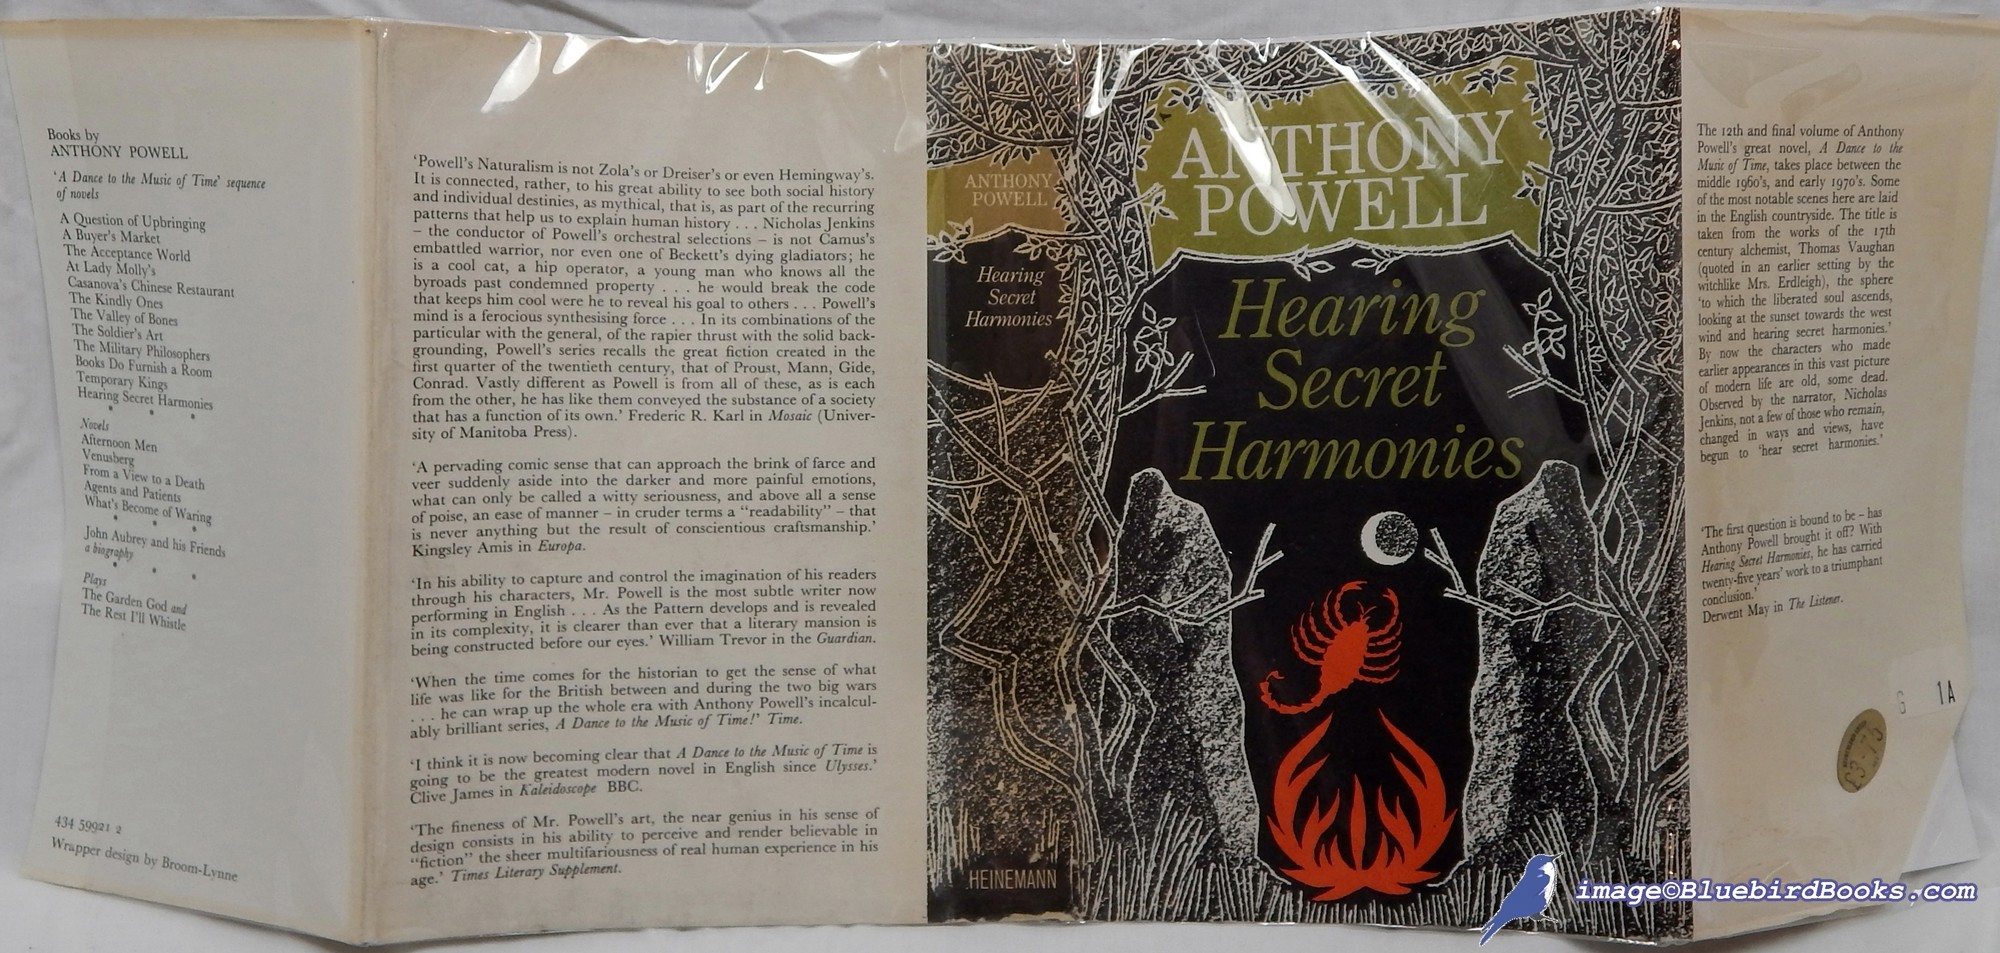 Books by
ANTHONY POWELL
'A Dance to the Music of Time' sequence
of novels
A Question of Upbringing
A Buyer's Market
The Acceptance World
At Lady Molly's
Casanova's Chinese Restaurant
The Kindly Ones
The Valley of Bones
The Soldier's Art
The Military Philosophers
Books Do Furnish a Room
Temporary Kings
Hearing Secret Harmonies
* * *
Novels
Afternoon Men
Venusberg
From a View to a Death
Agents and Patients
What's Become of Waring
* * *
John Aubrey and his Friends
a biography
* * *
Plays
The Garden God and
The Rest I'll Whistle
434 59921 2
Wrapper design by Broom-Lynne
'Powell's Naturalism is not Zola's or Dreiser's or even Hemingway's.
It is connected, rather, to his great ability to see both social history
and individual destinies, as mythical, that is, as part of the recurring
patterns that help us to explain human history . . . Nicholas Jenkins
– the conductor of Powell's orchestral selections – is not Camus's
embattled warrior, nor even one of Beckett's dying gladiators; he
is a cool cat, a hip operator, a young man who knows all the
byroads past condemned property . . . he would break the code
that keeps him cool were he to reveal his goal to others . . . Powell's
mind is a ferocious synthesising force . . . In its combinations of the
particular with the general, of the rapier thrust with the solid back-
grounding, Powell's series recalls the great fiction created in the
first quarter of the twentieth century, that of Proust, Mann, Gide,
Conrad. Vastly different as Powell is from all of these, as is each
from the other, he has like them conveyed the substance of a society
that has a function of its own.' Frederic R. Karl in Mosaic (Univer-
sity of Manitoba Press).
'A pervading comic sense that can approach the brink of farce and
veer suddenly aside into the darker and more painful emotions,
what can only be called a witty seriousness, and above all a sense
of poise, an ease of manner – in cruder terms a "readability" – that
is never anything but the result of conscientious craftsmanship.'
Kingsley Amis in Europa.
'In his ability to capture and control the imagination of his readers
through his characters, Mr. Powell is the most subtle writer now
performing in English . . . As the Pattern develops and is revealed
in its complexity, it is clearer than ever that a literary mansion is
being constructed before our eyes.' William Trevor in the Guardian.
'When the time comes for the historian to get the sense of what
life was like for the British between and during the two big wars
. . . he can wrap up the whole era with Anthony Powell's incalcul-
ably brilliant series, A Dance to the Music of Time!' Time.
'I think it is now becoming clear that A Dance to the Music of Time is
going to be the greatest modern novel in English since Ulysses.'
Clive James in Kaleidoscope BBC.
'The fineness of Mr. Powell's art, the near genius in his sense of
design consists in his ability to perceive and render believable in
"fiction" the sheer multifariousness of real human experience in his
age.' Times Literary Supplement.
ANTHONY
POWELL
Hearing
Secret
Harmonies
HEINEMANN
ANTHONY
POWELL
Hearing
Secret
Harmonies
The 12th and final volume of Anthony
Powell's great novel, A Dance to the
Music of Time, takes place between the
middle 1960's, and early 1970's. Some
of the most notable scenes here are laid
in the English countryside. The title is
taken from the works of the 17th
century alchemist, Thomas Vaughan
(quoted in an earlier setting by the
witchlike Mrs. Erdleigh), the sphere
'to which the liberated soul ascends,
looking at the sunset towards the west
wind and hearing secret harmonies.'
By now the characters who made
earlier appearances in this vast picture
of modern life are old, some dead.
Observed by the narrator, Nicholas
Jenkins, not a few of those who remain,
changed in ways and views, have
begun to 'hear secret harmonies.'
'The first question is bound to be – has
Anthony Powell brought it off? With
Hearing Secret Harmonies, he has carried
twenty-five years' work to a triumphant
conclusion.'
Derwent May in The Listener.
G 1A
£3.75
image©BluebirdBooks.com